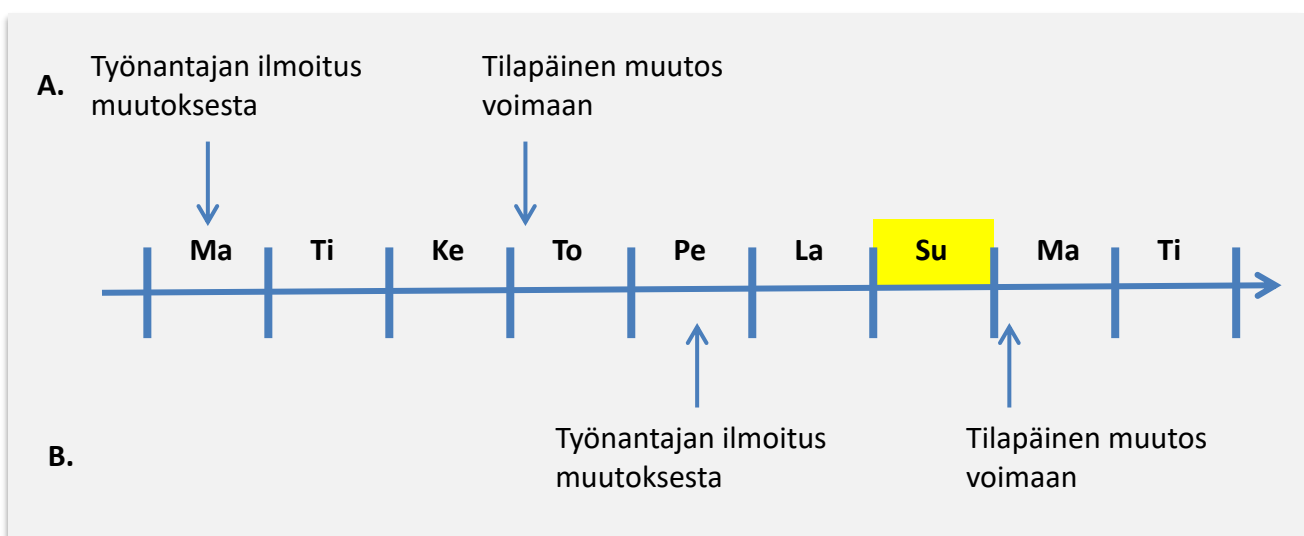 A.
Työnantajan ilmoitus
muutoksesta
Tilapäinen muutos
voimaan
Ma Ti Ke To Pe La Su Ma Ti
B.
Työnantajan ilmoitus
muutoksesta
Tilapäinen muutos
voimaan